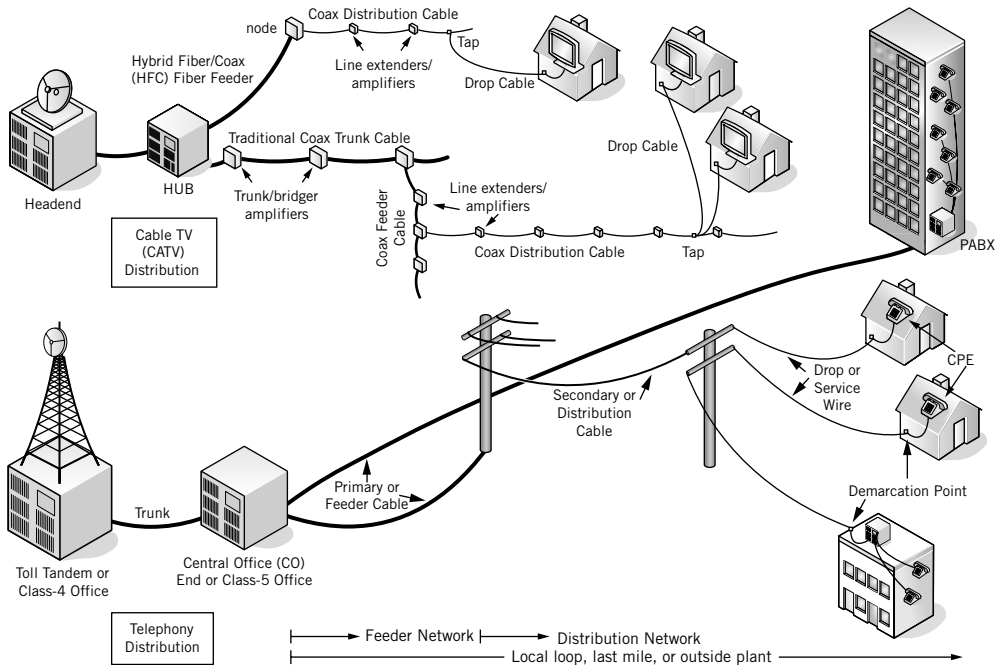 Coax Distribution Cable
node
Tap
Hybrid Fiber/Coax
(HFC) Fiber Feeder
Line extenders/
amplifiers
Drop Cable
Traditional Coax Trunk Cable
Drop Cable
HUB
Headend
Trunk/bridger
amplifiers
Line extenders/
amplifiers
Coax Feeder
Cable
Cable TV
(CATV)
Distribution
Coax Distribution Cable
Tap
PABX
CPE
Drop or
Service
Wire
Secondary or
Distribution
Cable
Primary or
Feeder Cable
Demarcation Point
Trunk
Central Office (CO)
End or Class-5 Office
Toll Tandem or
Class-4 Office
Telephony
Distribution
Feeder Network
Distribution Network
Local loop, last mile, or outside plant